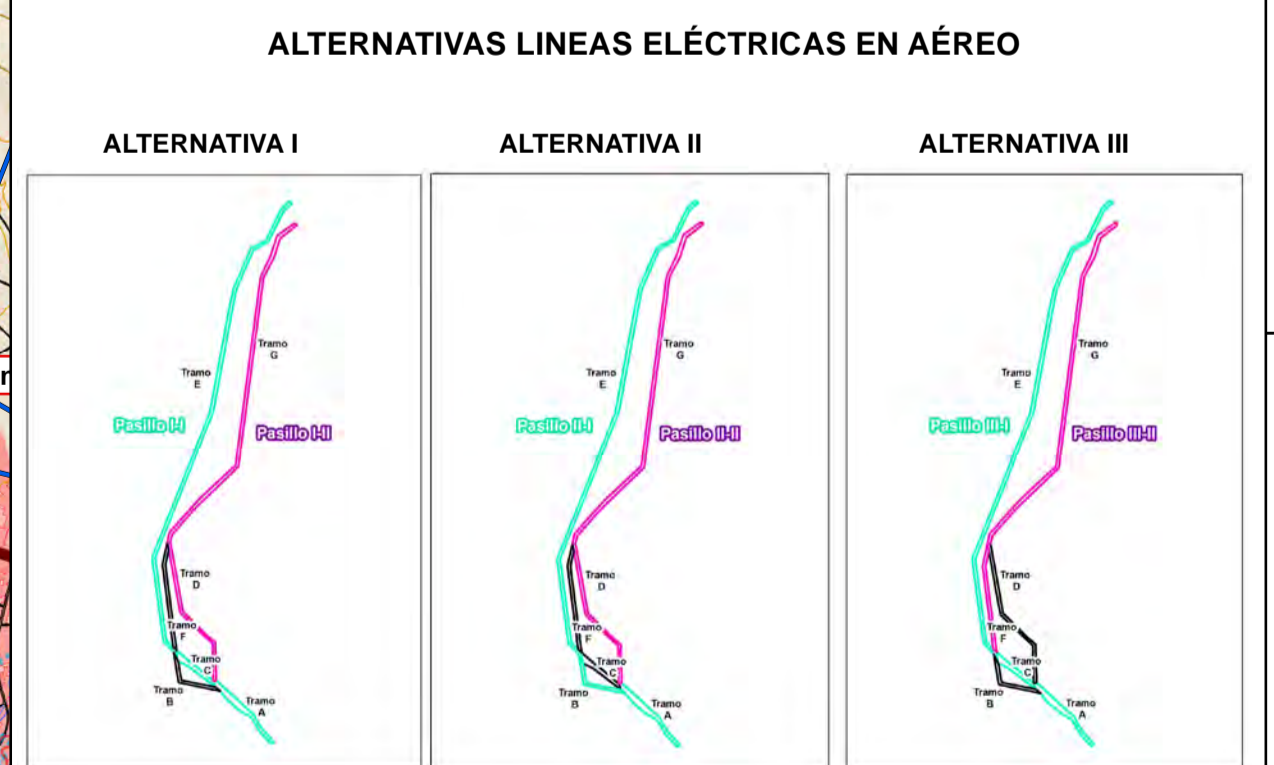 ALTERNATIVAS LINEAS ELÉCTRICAS EN AÉREO
ALTERNATIVA I
ALTERNATIVA II
ALTERNATIVA III
Tramo
G
Tramo
E
Pasillo I-I
Pasillo I-II
Tramo
D
Tramo
F
Tramo
C
Tramo
B
Tramo
A
Tramo
G
Tramo
E
Pasillo II-I
Pasillo II-II
Tramo
D
Tramo
F
Tramo
C
Tramo
B
Tramo
A
Tramo
G
Tramo
E
Pasillo III-I
Pasillo III-II
Tramo
D
Tramo
F
Tramo
C
Tramo
B
Tramo
A